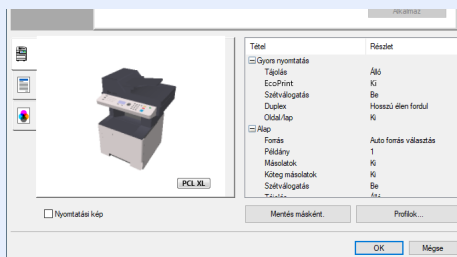 Alkalmaz
Tétel Részlet
Gyors nyomtatás
Tájolás Álló
EcoPrint Ki
Szétválogatás Be
Duplex Hosszú élen fordul
Oldal/lap Ki
Alap
Forrás Auto forrás választás
Példány 1
Másolatok Ki
Köteg másolatok Ki
Szétválogatás Be
Tájolás Álló
PCL XL
Nyomtatási kép
Mentés másként.
Profilok...
OK
Mégse